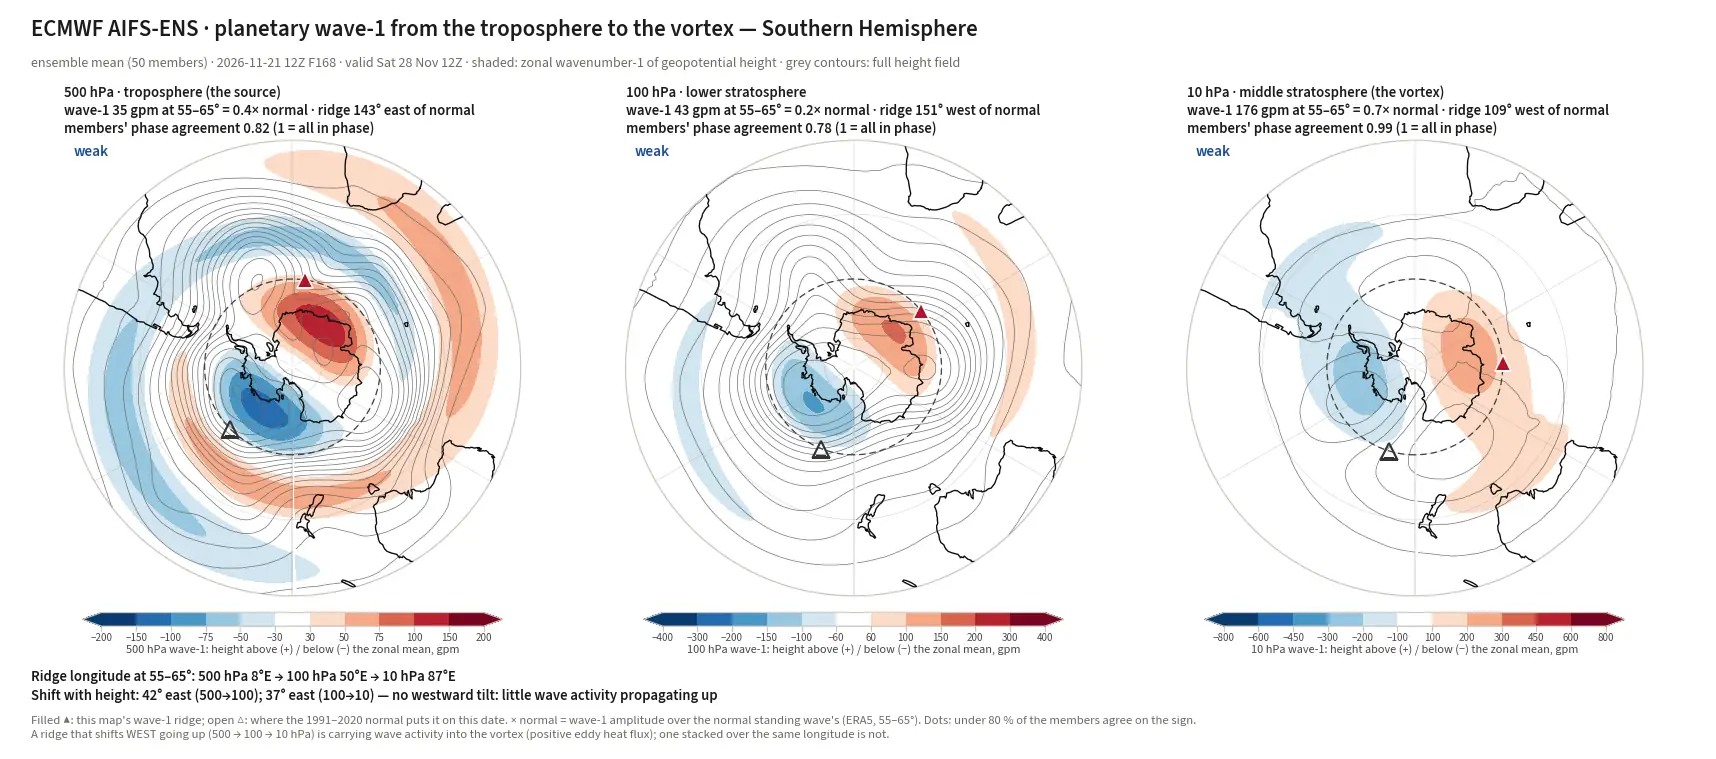 ECMWF AIFS-ENS · planetary wave-1 from the troposphere to the vortex — Southern Hemisphere
ensemble mean (50 members) · 2026-11-21 12Z F168 · valid Sat 28 Nov 12Z · shaded: zonal wavenumber-1 of geopotential height · grey contours: full height field
500 hPa · troposphere (the source)
wave-1 35 gpm at 55–65° = 0.4× normal · ridge 143° east of normal
members' phase agreement 0.82 (1 = all in phase)
weak
100 hPa · lower stratosphere
wave-1 43 gpm at 55–65° = 0.2× normal · ridge 151° west of normal
members' phase agreement 0.78 (1 = all in phase)
weak
10 hPa · middle stratosphere (the vortex)
wave-1 176 gpm at 55–65° = 0.7× normal · ridge 109° west of normal
members' phase agreement 0.99 (1 = all in phase)
weak
−200 −150 −100 −75 −50 −30 30 50 75 100 150 200
500 hPa wave-1: height above (+) / below (−) the zonal mean, gpm
−400 −300 −200 −150 −100 −60 60 100 150 200 300 400
100 hPa wave-1: height above (+) / below (−) the zonal mean, gpm
−800 −600 −450 −300 −200 −100 100 200 300 450 600 800
10 hPa wave-1: height above (+) / below (−) the zonal mean, gpm
Ridge longitude at 55–65°: 500 hPa 8°E → 100 hPa 50°E → 10 hPa 87°E
Shift with height: 42° east (500→100); 37° east (100→10) — no westward tilt: little wave activity propagating up
Filled ▲: this map's wave-1 ridge; open △: where the 1991–2020 normal puts it on this date. × normal = wave-1 amplitude over the normal standing wave's (ERA5, 55–65°). Dots: under 80 % of the members agree on the sign.
A ridge that shifts WEST going up (500 → 100 → 10 hPa) is carrying wave activity into the vortex (positive eddy heat flux); one stacked over the same longitude is not.